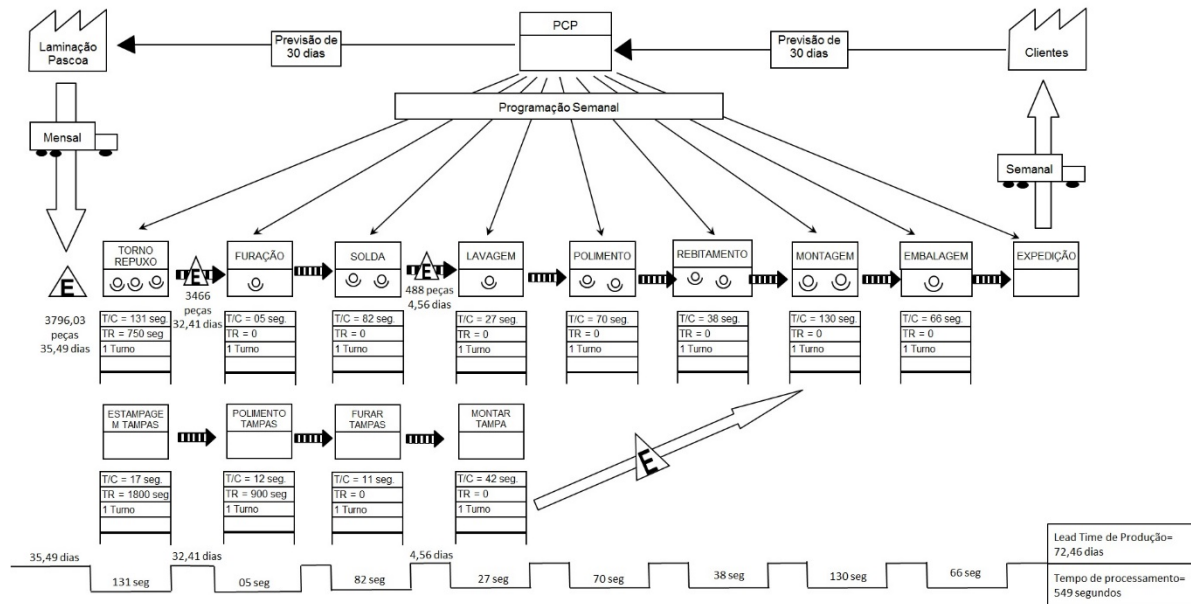 Laminação
Pascoa
Previsão de
30 dias
PCP
Previsão de
30 dias
Clientes
Programação Semanal
Mensal
Semanal
TORNO
REPUXO
FURAÇÃO
SOLDA
LAVAGEM
POLIMENTO
REBITAMENTO
MONTAGEM
EMBALAGEM
EXPEDIÇÃO
E
E
E
3796,03
peças
35,49 dias
3466
peças
32,41 dias
488 peças
4,56 dias
T/C = 131 seg.
TR = 750 seg
1 Turno
T/C = 05 seg.
TR = 0
1 Turno
T/C = 82 seg.
TR = 0
1 Turno
T/C = 27 seg.
TR = 0
1 Turno
T/C = 70 seg.
TR = 0
1 Turno
T/C = 38 seg.
TR = 0
1 Turno
T/C = 130 seg.
TR = 0
1 Turno
T/C = 66 seg.
TR = 0
1 Turno
ESTAMPAGE
M TAMPAS
POLIMENTO
TAMPAS
FURAR
TAMPAS
MONTAR
TAMPA
E
T/C = 17 seg.
TR = 1800 seg
1 Turno
T/C = 12 seg.
TR = 900 seg
1 Turno
T/C = 11 seg.
TR = 0
1 Turno
T/C = 42 seg.
TR = 0
1 Turno
35,49 dias
32,41 dias
4,56 dias
131 seg
05 seg
82 seg
27 seg
70 seg
38 seg
130 seg
66 seg
Lead Time de Produção=
72,46 dias
Tempo de processamento=
549 segundos